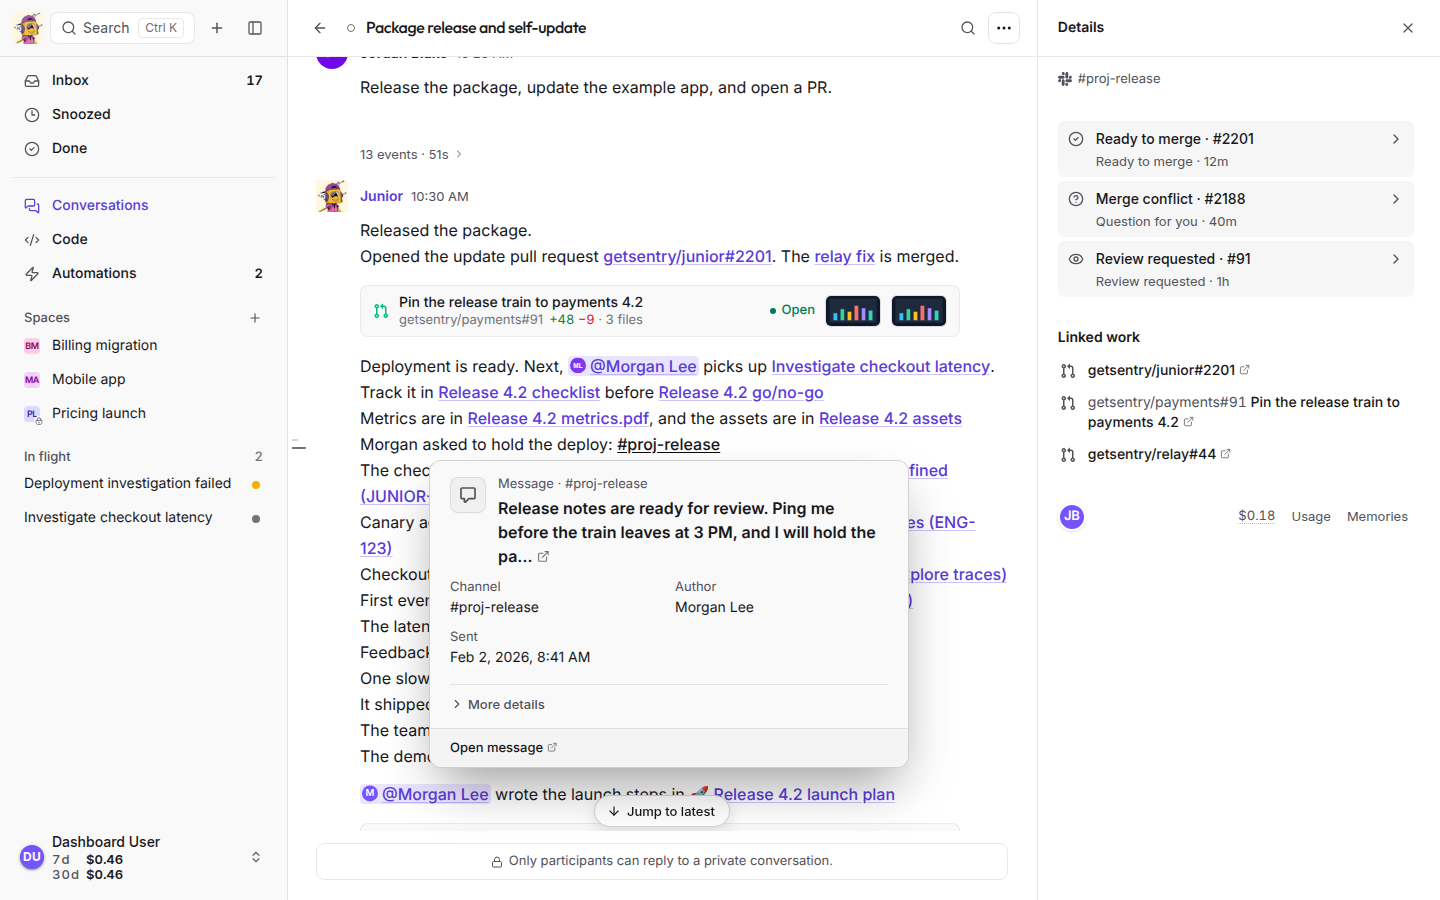 Search Ctrl K
Inbox 17
Snoozed
Done
Conversations
Code
Automations 2
Spaces
BM Billing migration
MA Mobile app
PL Pricing launch
In flight 2
Deployment investigation failed
Investigate checkout latency
DU Dashboard User
7d $0.46
30d $0.46
Package release and self-update
Release the package, update the example app, and open a PR.
13 events · 51s
Junior 10:30 AM
Released the package.
Opened the update pull request getsentry/junior#2201. The relay fix is merged.
Pin the release train to payments 4.2
getsentry/payments#91 +48 −9 · 3 files
Open
Deployment is ready. Next, ML @Morgan Lee picks up Investigate checkout latency.
Track it in Release 4.2 checklist before Release 4.2 go/no-go
Metrics are in Release 4.2 metrics.pdf, and the assets are in Release 4.2 assets
Morgan asked to hold the deploy: #proj-release
The chec fined
(JUNIOR-
Canary a es (ENG-
123)
Checkout plore traces)
First ever )
The laten
Feedback
One slow
It shipped
The team
The demo
Message · #proj-release
Release notes are ready for review. Ping me
before the train leaves at 3 PM, and I will hold the
pa...
Channel
#proj-release
Author
Morgan Lee
Sent
Feb 2, 2026, 8:41 AM
More details
Open message
M @Morgan Lee wrote the launch steps in 🚀 Release 4.2 launch plan
Jump to latest
Only participants can reply to a private conversation.
Details
#proj-release
Ready to merge · #2201
Ready to merge · 12m
Merge conflict · #2188
Question for you · 40m
Review requested · #91
Review requested · 1h
Linked work
getsentry/junior#2201
getsentry/payments#91 Pin the release train to
payments 4.2
getsentry/relay#44
JB $0.18 Usage Memories